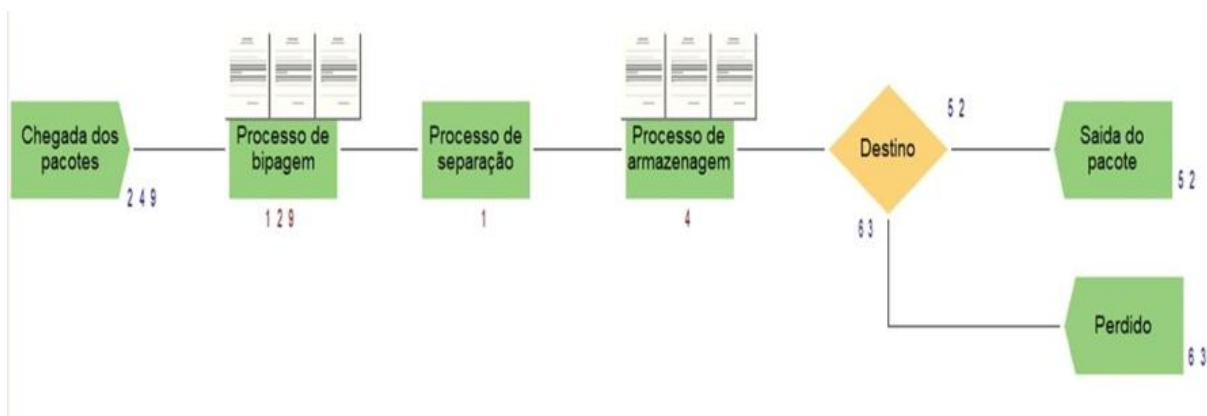 Chegada dos
pacotes
2 4 9
Processo de
bipagem
1 2 9
Processo de
separação
1
Processo de
armazenagem
4
Destino
5 2
6 3
Saída do
pacote
5 2
Perdido
6 3